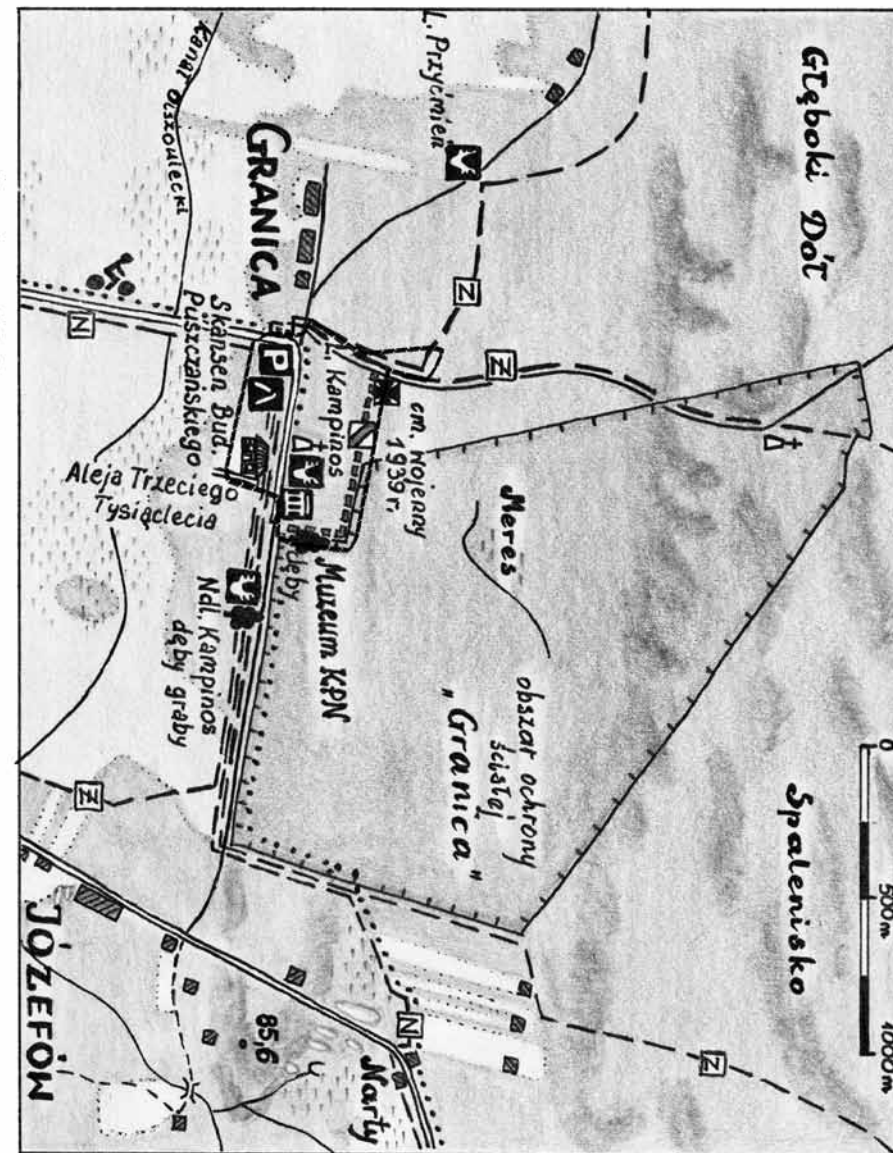 Głęboki Dół
Spalenisko
0
500m
1000m
L. Przyćmień
Kanał Olszowiecki
GRANICA
Z
Z
cm. wojenny
1939 r.
Meres
obszar ochrony
ścisłej
"Granica"
L. Kampinos
P
dęby
Muzeum KPN
Skansen Bud.
Puszczańskiego
Aleja Trzeciego
Tysiąclecia
Ndl. Kampinos
dęby graby
N
Ż
Z
N
Narty
85,6
JÓZEFÓW